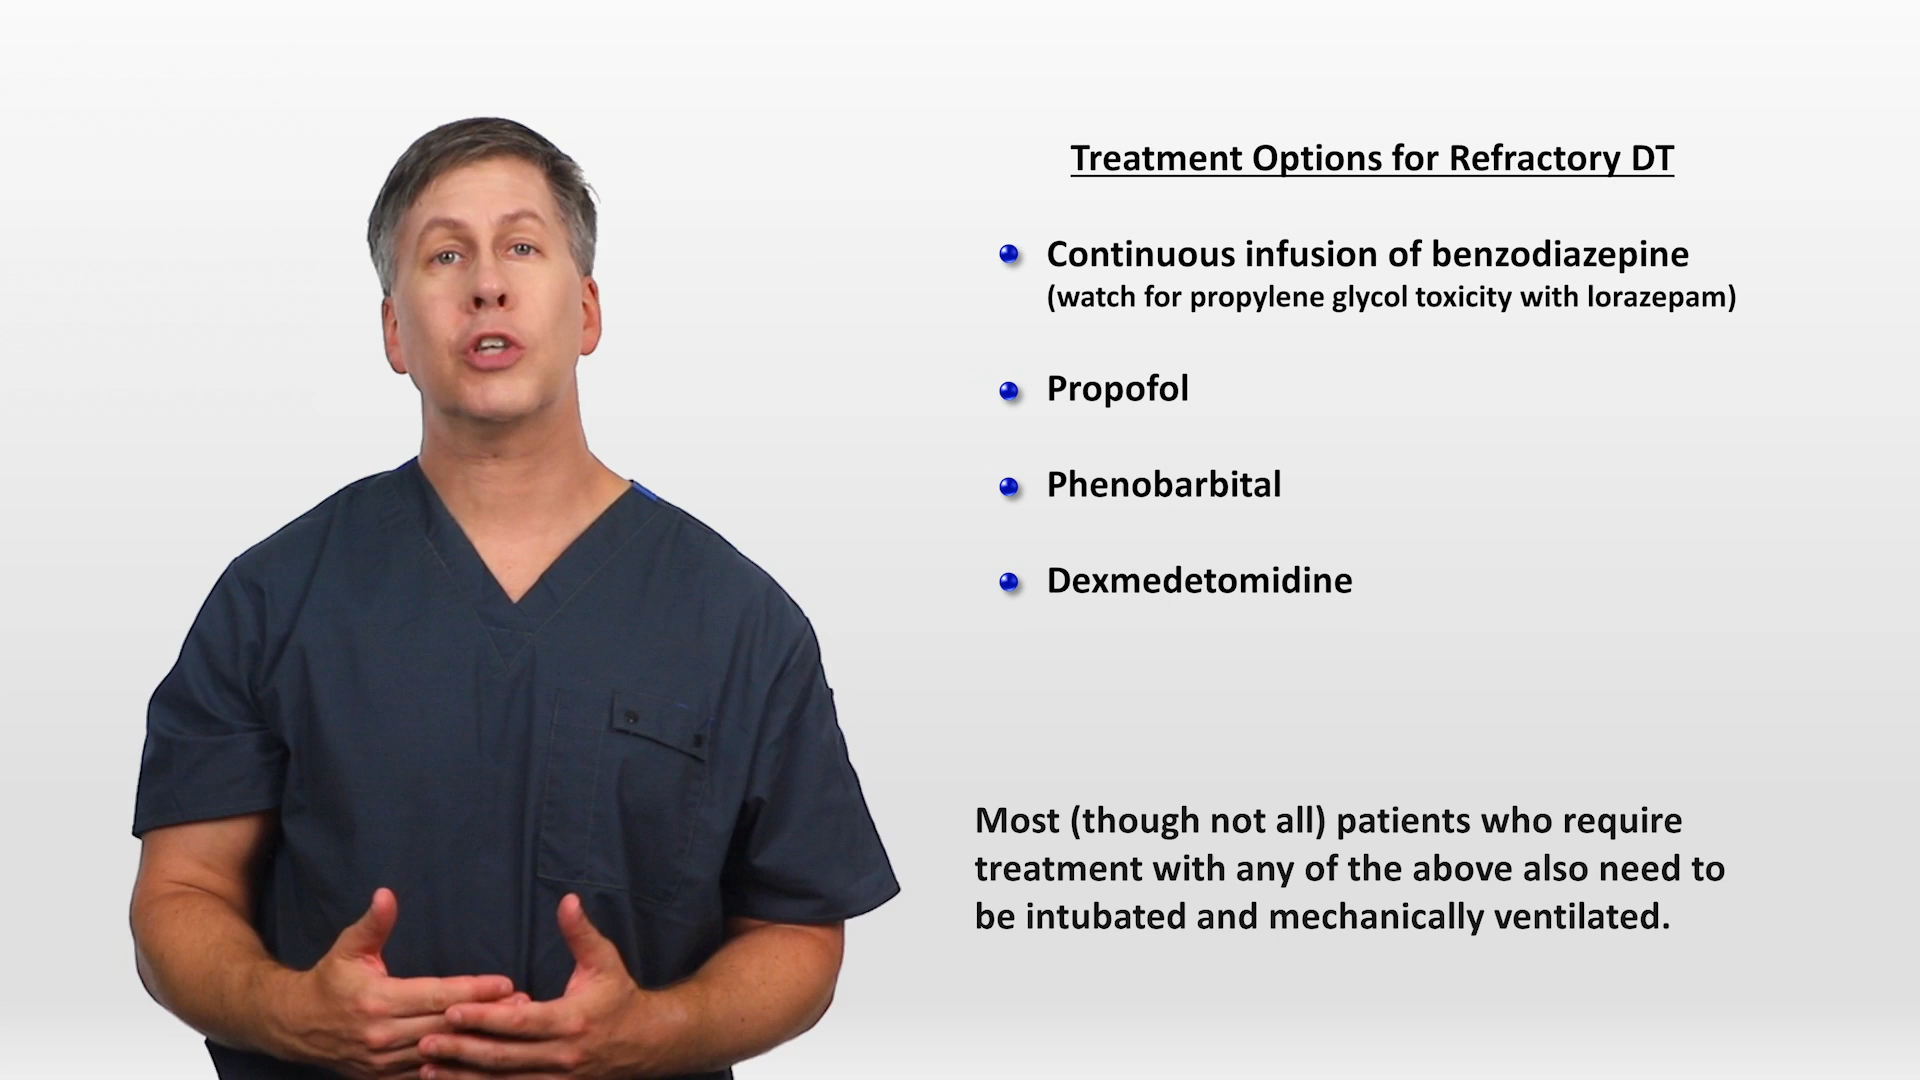 Treatment Options for Refractory DT
Continuous infusion of benzodiazepine
(watch for propylene glycol toxicity with lorazepam)
Propofol
Phenobarbital
Dexmedetomidine
Most (though not all) patients who require
treatment with any of the above also need to
be intubated and mechanically ventilated.